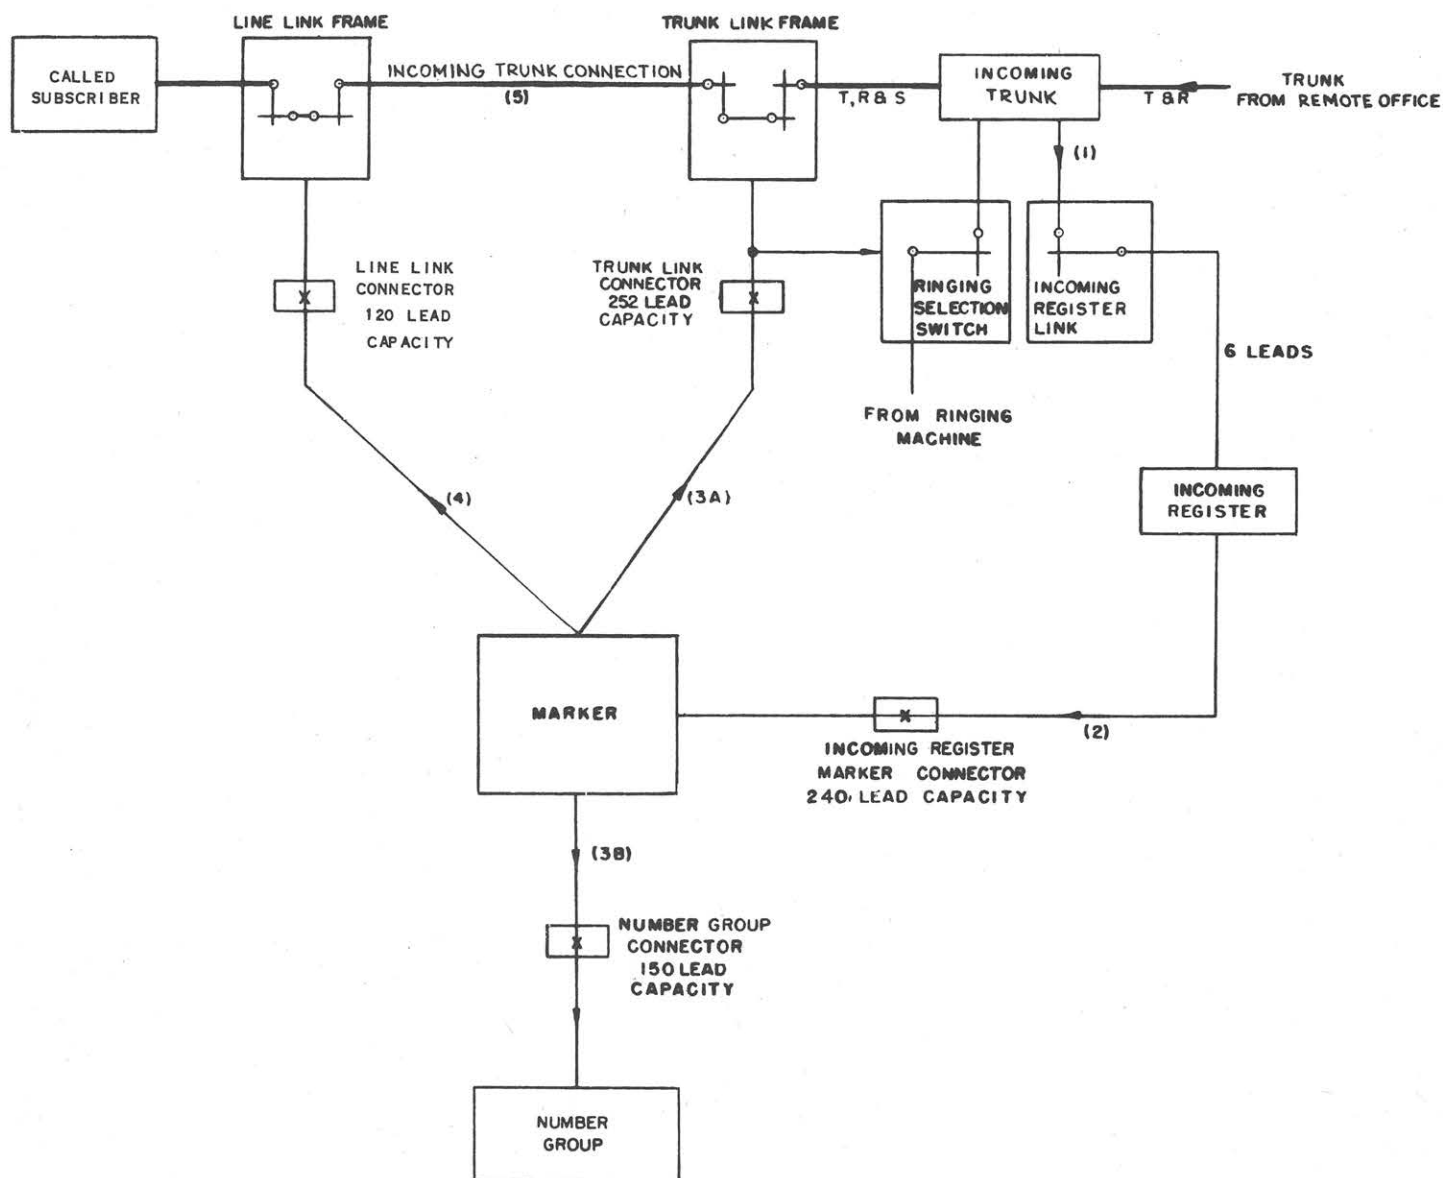 LINE LINK FRAME
TRUNK LINK FRAME
CALLED
SUBSCRIBER
INCOMING TRUNK CONNECTION
(5)
T, R & S
INCOMING
TRUNK
T & R
TRUNK
FROM REMOTE OFFICE
(1)
LINE LINK
CONNECTOR
120 LEAD
CAPACITY
TRUNK LINK
CONNECTOR
252 LEAD
CAPACITY
X
X
RINGING
SELECTION
SWITCH
INCOMING
REGISTER
LINK
6 LEADS
FROM RINGING
MACHINE
INCOMING
REGISTER
(4)
(3A)
MARKER
X
(2)
INCOMING REGISTER
MARKER CONNECTOR
240 LEAD CAPACITY
(3B)
X
NUMBER GROUP
CONNECTOR
150 LEAD
CAPACITY
NUMBER
GROUP